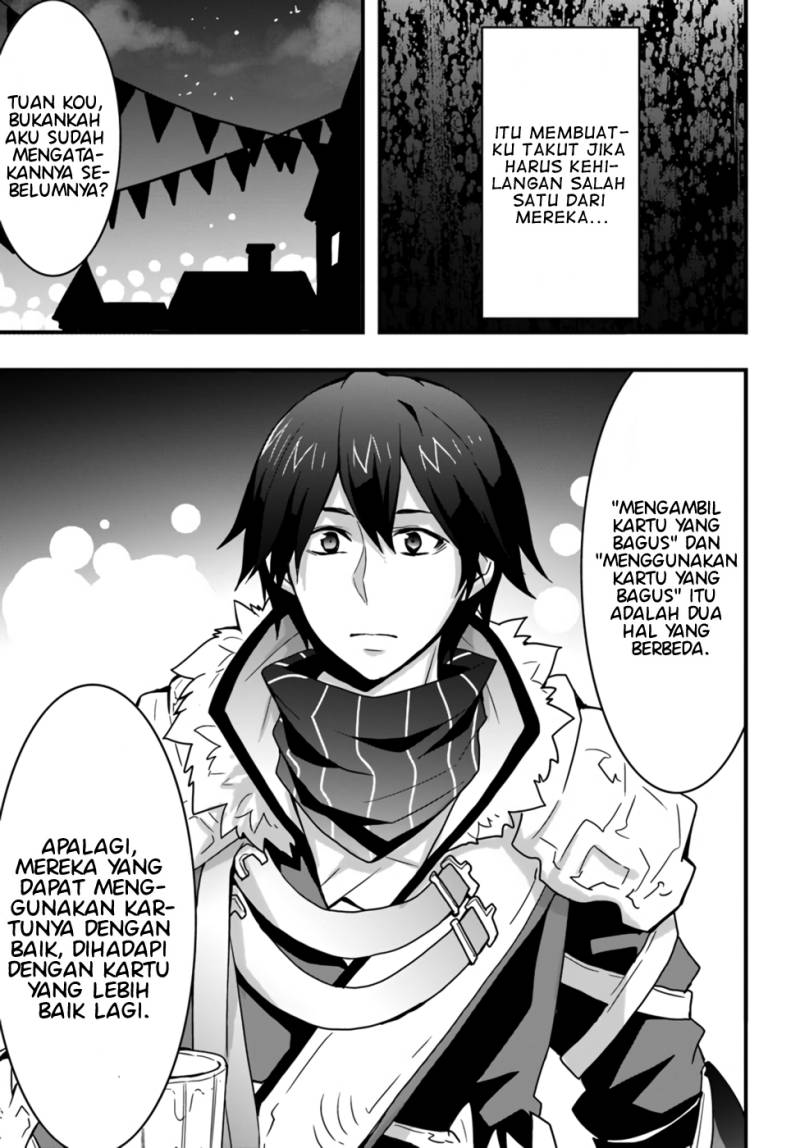 ITU MEMBUAT-
KU TAKUT JIKA
HARUS KEHI-
LANGAN SALAH
SATU DARI
MEREKA...
TUAN KOU,
BUKANKAH
AKU SUDAH
MENGATA-
KANNYA SE-
BELUMNYA?
"MENGAMBIL
KARTU YANG
BAGUS" DAN
"MENGGUNAKAN
KARTU YANG
BAGUS" ITU
ADALAH DUA
HAL YANG
BERBEDA.
APALAGI,
MEREKA YANG
DAPAT MENG-
GUNAKAN KAR-
TUNYA DENGAN
BAIK, DIHADAPI
DENGAN KARTU
YANG LEBIH
BAIK LAGI.